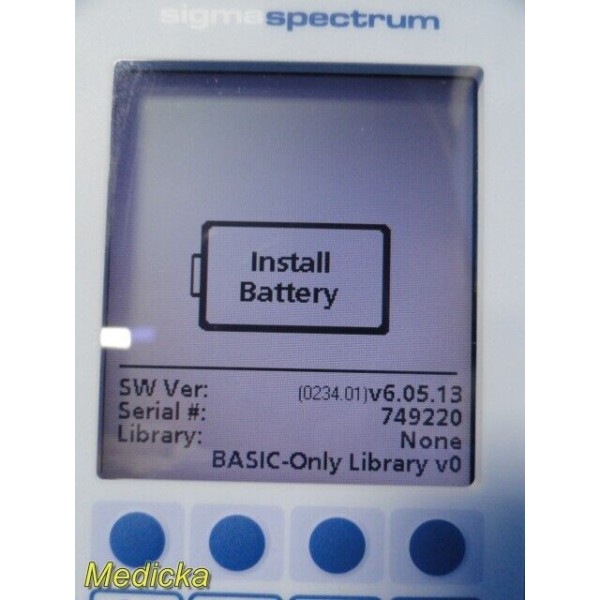 sigmaspectrum
Install
Battery
SW Ver: (0234.01)v6.05.13
Serial #: 749220
Library: None
BASIC-Only Library v0
Medicka